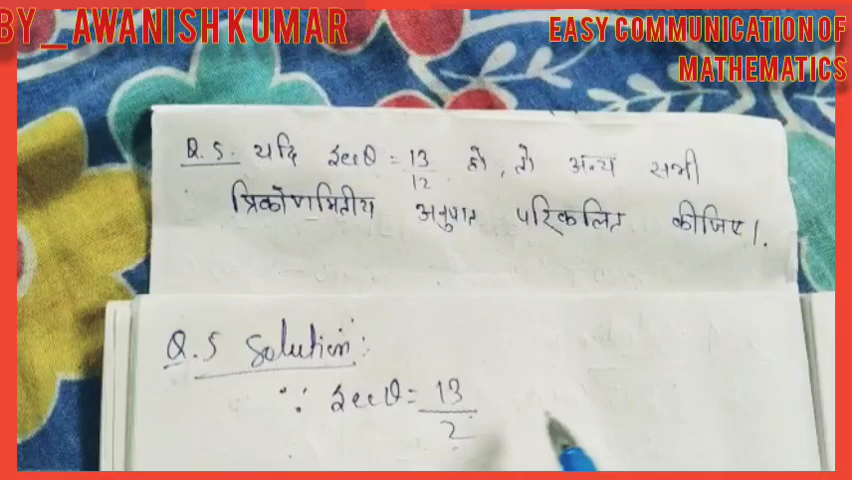 BY_AWANISH KUMAR
EASY COMMUNICATION OF
MATHEMATICS
Q.5. यदि secθ = 13/12 हो, तो अन्य सभी
त्रिकोणमितीय अनुपात परिकलित कीजिए।.
Q.5 Solution:
∵ secθ = 13/2